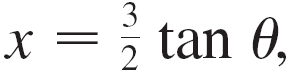 x = 3/2 tan θ,